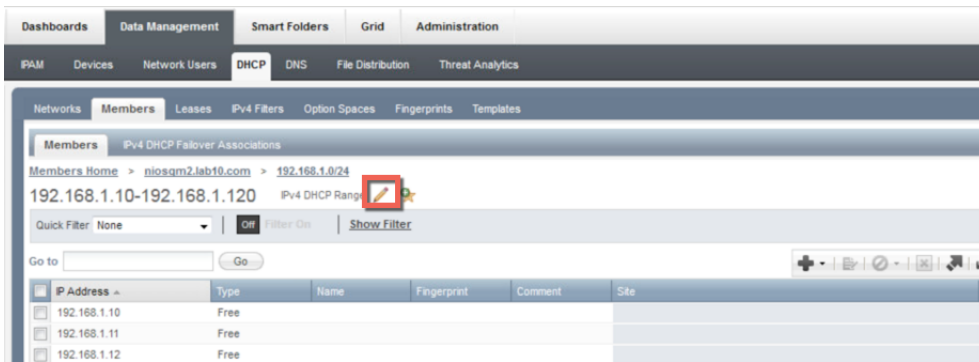 Dashboards Data Management Smart Folders Grid Administration
IPAM Devices Network Users DHCP DNS File Distribution Threat Analytics
Networks Members Leases IPv4 Filters Option Spaces Fingerprints Templates
Members IPv4 DHCP Failover Associations
Members Home > niosqm2.lab10.com > 192.168.1.0/24
192.168.1.10-192.168.1.120 IPv4 DHCP Range
Quick Filter None Off Filter On Show Filter
Go to Go
IP Address Type Name Fingerprint Comment Site
192.168.1.10 Free
192.168.1.11 Free
192.168.1.12 Free